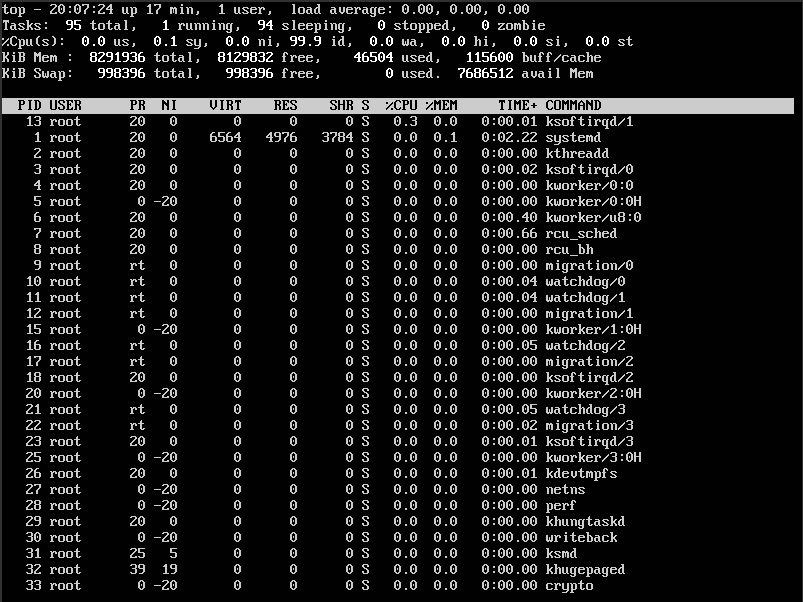 top - 20:07:24 up 17 min,  1 user,  load average: 0.00, 0.00, 0.00
Tasks:  95 total,   1 running,  94 sleeping,   0 stopped,   0 zombie
%Cpu(s):  0.0 us,  0.1 sy,  0.0 ni, 99.9 id,  0.0 wa,  0.0 hi,  0.0 si,  0.0 st
KiB Mem :  8291936 total,  8129832 free,    46504 used,   115600 buff/cache
KiB Swap:   998396 total,   998396 free,        0 used.  7686512 avail Mem
  PID USER      PR  NI    VIRT    RES    SHR S  %CPU %MEM     TIME+ COMMAND
   13 root      20   0       0      0      0 S   0.3  0.0   0:00.01 ksoftirqd/1
    1 root      20   0    6564   4976   3784 S   0.0  0.1   0:02.22 systemd
    2 root      20   0       0      0      0 S   0.0  0.0   0:00.00 kthreadd
    3 root      20   0       0      0      0 S   0.0  0.0   0:00.02 ksoftirqd/0
    4 root      20   0       0      0      0 S   0.0  0.0   0:00.00 kworker/0:0
    5 root       0 -20       0      0      0 S   0.0  0.0   0:00.00 kworker/0:0H
    6 root      20   0       0      0      0 S   0.0  0.0   0:00.40 kworker/u8:0
    7 root      20   0       0      0      0 S   0.0  0.0   0:00.66 rcu_sched
    8 root      20   0       0      0      0 S   0.0  0.0   0:00.00 rcu_bh
    9 root      rt   0       0      0      0 S   0.0  0.0   0:00.00 migration/0
   10 root      rt   0       0      0      0 S   0.0  0.0   0:00.04 watchdog/0
   11 root      rt   0       0      0      0 S   0.0  0.0   0:00.04 watchdog/1
   12 root      rt   0       0      0      0 S   0.0  0.0   0:00.00 migration/1
   15 root       0 -20       0      0      0 S   0.0  0.0   0:00.00 kworker/1:0H
   16 root      rt   0       0      0      0 S   0.0  0.0   0:00.05 watchdog/2
   17 root      rt   0       0      0      0 S   0.0  0.0   0:00.00 migration/2
   18 root      20   0       0      0      0 S   0.0  0.0   0:00.00 ksoftirqd/2
   20 root       0 -20       0      0      0 S   0.0  0.0   0:00.00 kworker/2:0H
   21 root      rt   0       0      0      0 S   0.0  0.0   0:00.05 watchdog/3
   22 root      rt   0       0      0      0 S   0.0  0.0   0:00.02 migration/3
   23 root      20   0       0      0      0 S   0.0  0.0   0:00.01 ksoftirqd/3
   25 root       0 -20       0      0      0 S   0.0  0.0   0:00.00 kworker/3:0H
   26 root      20   0       0      0      0 S   0.0  0.0   0:00.01 kdevtmpfs
   27 root       0 -20       0      0      0 S   0.0  0.0   0:00.00 netns
   28 root       0 -20       0      0      0 S   0.0  0.0   0:00.00 perf
   29 root      20   0       0      0      0 S   0.0  0.0   0:00.00 khungtaskd
   30 root       0 -20       0      0      0 S   0.0  0.0   0:00.00 writeback
   31 root      25   5       0      0      0 S   0.0  0.0   0:00.00 ksmd
   32 root      39  19       0      0      0 S   0.0  0.0   0:00.00 khugepaged
   33 root       0 -20       0      0      0 S   0.0  0.0   0:00.00 crypto